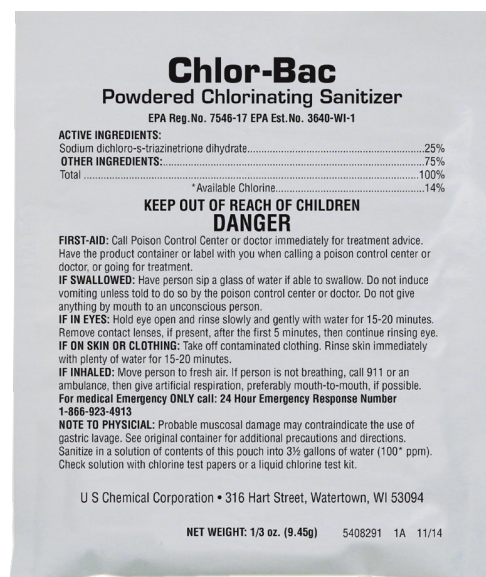 Chlor-Bac
Powdered Chlorinating Sanitizer
EPA Reg.No. 7546-17 EPA Est.No. 3640-WI-1
ACTIVE INGREDIENTS:
Sodium dichloro-s-triazinetrione dihydrate..........25%
OTHER INGREDIENTS:..........75%
Total ..........100%
*Available Chlorine..........14%
KEEP OUT OF REACH OF CHILDREN
DANGER
FIRST-AID: Call Poison Control Center or doctor immediately for treatment advice.
Have the product container or label with you when calling a poison control center or
doctor, or going for treatment.
IF SWALLOWED: Have person sip a glass of water if able to swallow. Do not induce
vomiting unless told to do so by the poison control center or doctor. Do not give
anything by mouth to an unconscious person.
IF IN EYES: Hold eye open and rinse slowly and gently with water for 15-20 minutes.
Remove contact lenses, if present, after the first 5 minutes, then continue rinsing eye.
IF ON SKIN OR CLOTHING: Take off contaminated clothing. Rinse skin immediately
with plenty of water for 15-20 minutes.
IF INHALED: Move person to fresh air. If person is not breathing, call 911 or an
ambulance, then give artificial respiration, preferably mouth-to-mouth, if possible.
For medical Emergency ONLY call: 24 Hour Emergency Response Number
1-866-923-4913
NOTE TO PHYSICIAL: Probable muscosal damage may contraindicate the use of
gastric lavage. See original container for additional precautions and directions.
Sanitize in a solution of contents of this pouch into 3½ gallons of water (100* ppm).
Check solution with chlorine test papers or a liquid chlorine test kit.
U S Chemical Corporation • 316 Hart Street, Watertown, WI 53094
NET WEIGHT: 1/3 oz. (9.45g) 5408291 1A 11/14